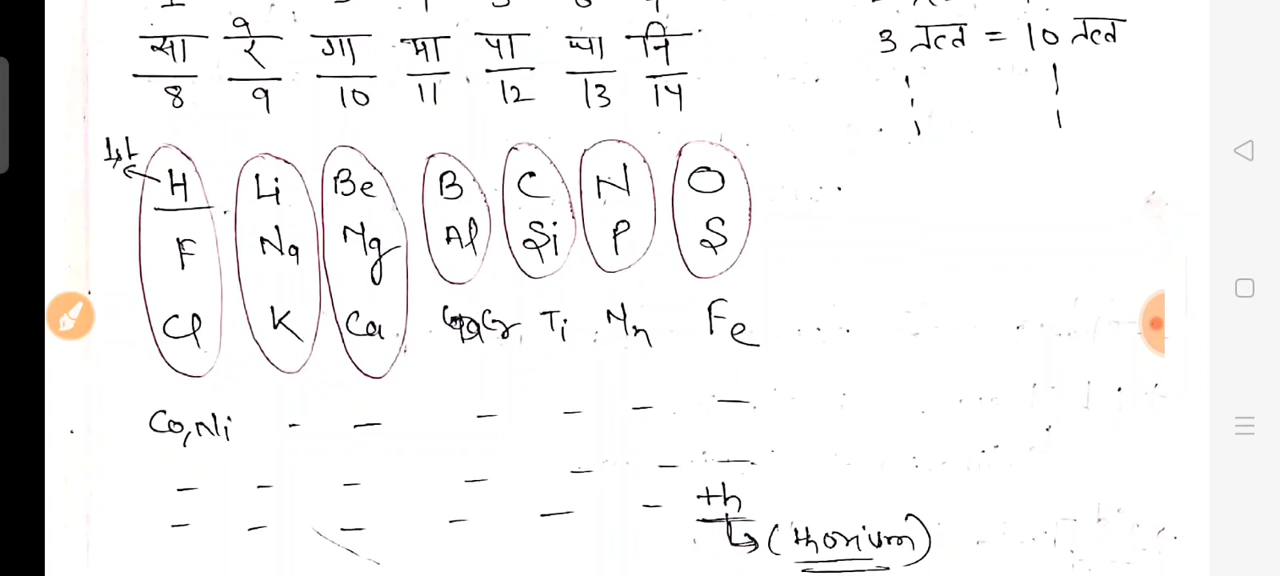 सा रे गा मा पा धा नि
3 तत्व = 10 तत्व
8 9 10 11 12 13 14
1st
H Li Be B C N O
F Na Mg Al Si P S
Cl K Ca Cr Ti Mn Fe
Co, Ni
th
(thorium)